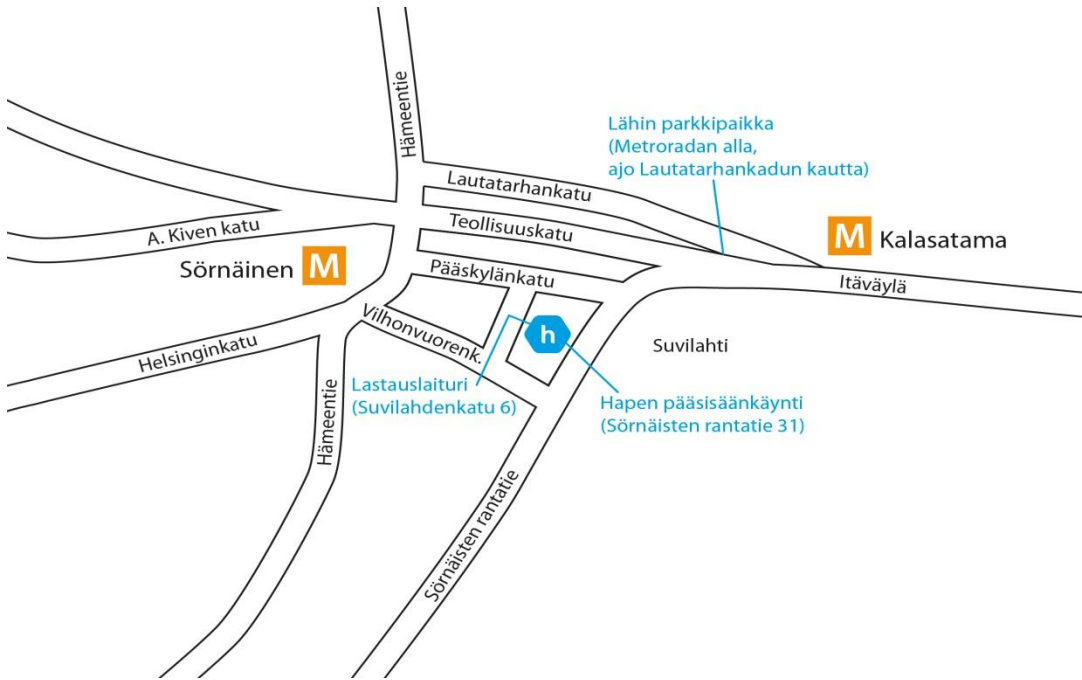 Hämeentie
Lähin parkkipaikka
(Metroradan alla,
ajo Lautatarhankadun kautta)
Lautatarhankatu
A. Kiven katu
Teollisuuskatu
M Kalasatama
Sörnäinen M
Pääskylänkatu
Itäväylä
Vilhonvuorenk.
h
Suvilahti
Helsinginkatu
Lastauslaituri
(Suvilahdenkatu 6)
Hapen pääsisäänkäynti
(Sörnäisten rantatie 31)
Hämeentie
Sörnäisten rantatie